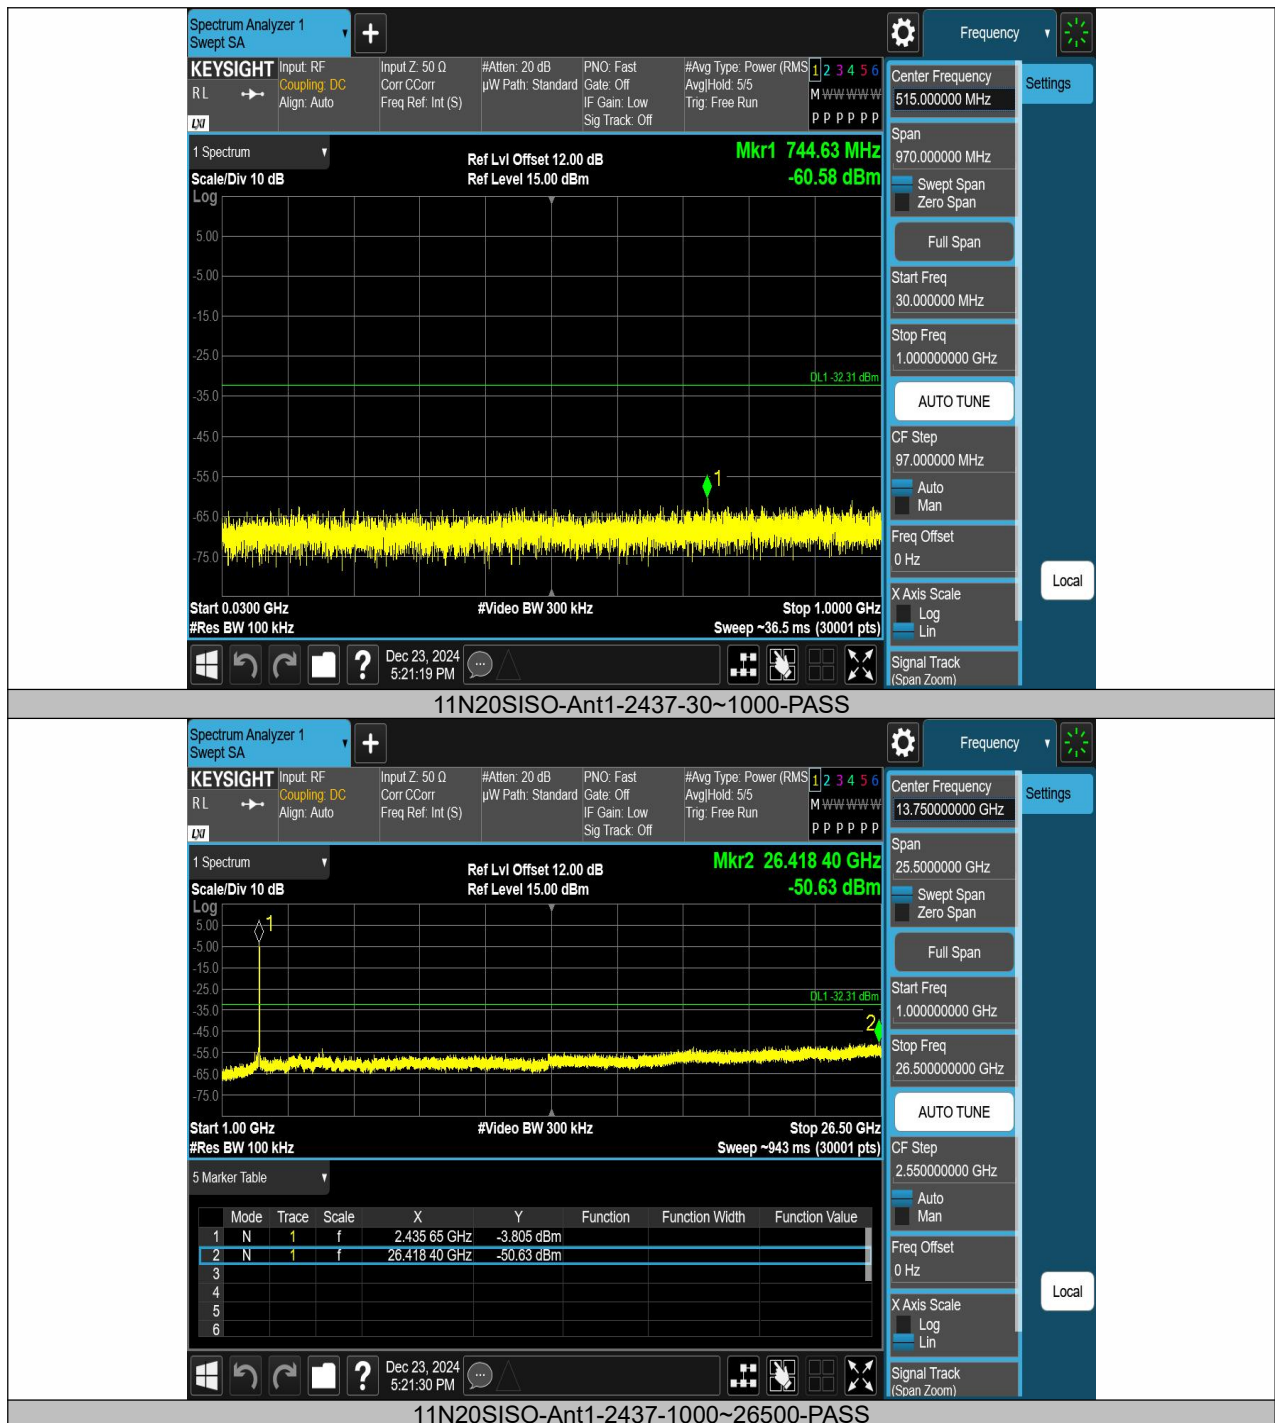 Spectrum Analyzer 1
Swept SA
Frequency
KEYSIGHT
RL
LXI
Input: RF
Coupling: DC
Align: Auto
Input Z: 50 Ω
Corr CCorr
Freq Ref: Int (S)
#Atten: 20 dB
µW Path: Standard
PNO: Fast
Gate: Off
IF Gain: Low
Sig Track: Off
#Avg Type: Power (RMS
Avg|Hold: 5/5
Trig: Free Run
1 2 3 4 5 6
M W W W W W
P P P P P P
1 Spectrum
Scale/Div 10 dB
Log
Ref Lvl Offset 12.00 dB
Ref Level 15.00 dBm
Mkr1 744.63 MHz
-60.58 dBm
5.00
-5.00
-15.0
-25.0
-35.0
-45.0
-55.0
-65.0
-75.0
DL1 -32.31 dBm
1
Start 0.0300 GHz
#Res BW 100 kHz
#Video BW 300 kHz
Stop 1.0000 GHz
Sweep ~36.5 ms (30001 pts)
Dec 23, 2024
5:21:19 PM
Center Frequency
515.000000 MHz
Span
970.000000 MHz
Swept Span
Zero Span
Full Span
Start Freq
30.000000 MHz
Stop Freq
1.000000000 GHz
AUTO TUNE
CF Step
97.000000 MHz
Auto
Man
Freq Offset
0 Hz
X Axis Scale
Log
Lin
Signal Track
(Span Zoom)
Settings
Local
11N20SISO-Ant1-2437-30~1000-PASS
Spectrum Analyzer 1
Swept SA
Frequency
KEYSIGHT
RL
LXI
Input: RF
Coupling: DC
Align: Auto
Input Z: 50 Ω
Corr CCorr
Freq Ref: Int (S)
#Atten: 20 dB
µW Path: Standard
PNO: Fast
Gate: Off
IF Gain: Low
Sig Track: Off
#Avg Type: Power (RMS
Avg|Hold: 5/5
Trig: Free Run
1 2 3 4 5 6
M W W W W W
P P P P P P
1 Spectrum
Scale/Div 10 dB
Log
Ref Lvl Offset 12.00 dB
Ref Level 15.00 dBm
Mkr2 26.418 40 GHz
-50.63 dBm
5.00
-5.00
-15.0
-25.0
-35.0
-45.0
-55.0
-65.0
-75.0
1
DL1 -32.31 dBm
2
Start 1.00 GHz
#Res BW 100 kHz
#Video BW 300 kHz
Stop 26.50 GHz
Sweep ~943 ms (30001 pts)
5 Marker Table
Mode Trace Scale X Y Function Function Width Function Value
1 N 1 f 2.435 65 GHz -3.805 dBm
2 N 1 f 26.418 40 GHz -50.63 dBm
3
4
5
6
Dec 23, 2024
5:21:30 PM
Center Frequency
13.750000000 GHz
Span
25.5000000 GHz
Swept Span
Zero Span
Full Span
Start Freq
1.000000000 GHz
Stop Freq
26.500000000 GHz
AUTO TUNE
CF Step
2.550000000 GHz
Auto
Man
Freq Offset
0 Hz
X Axis Scale
Log
Lin
Signal Track
(Span Zoom)
Settings
Local
11N20SISO-Ant1-2437-1000~26500-PASS